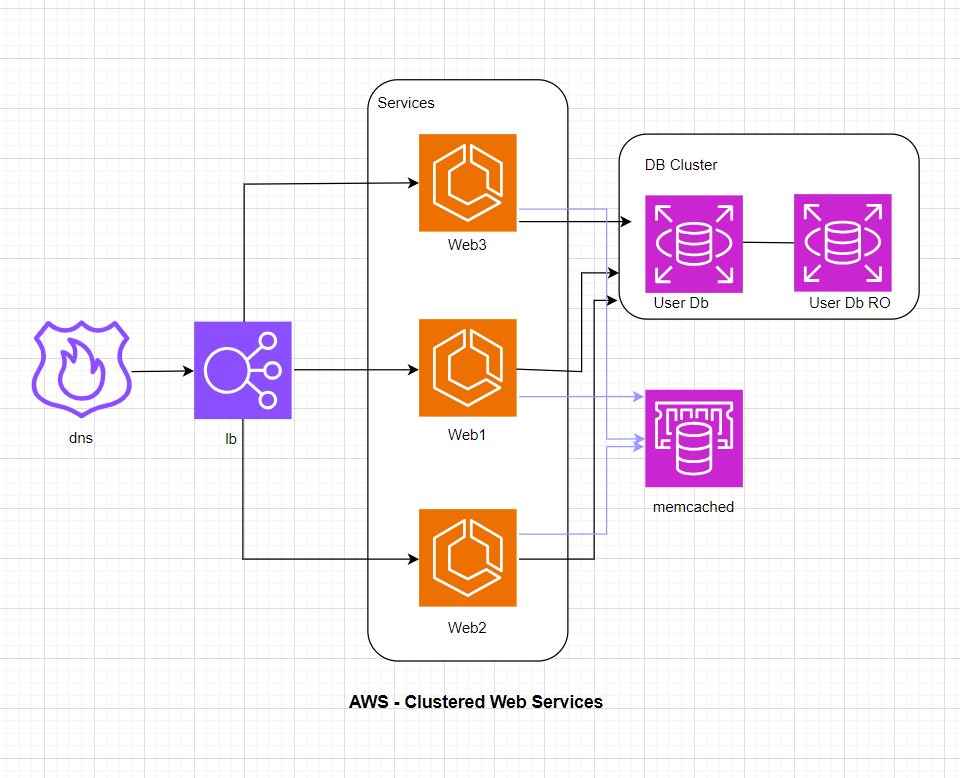 Services
Web3
DB Cluster
User Db
User Db RO
dns
lb
Web1
memcached
Web2
AWS - Clustered Web Services